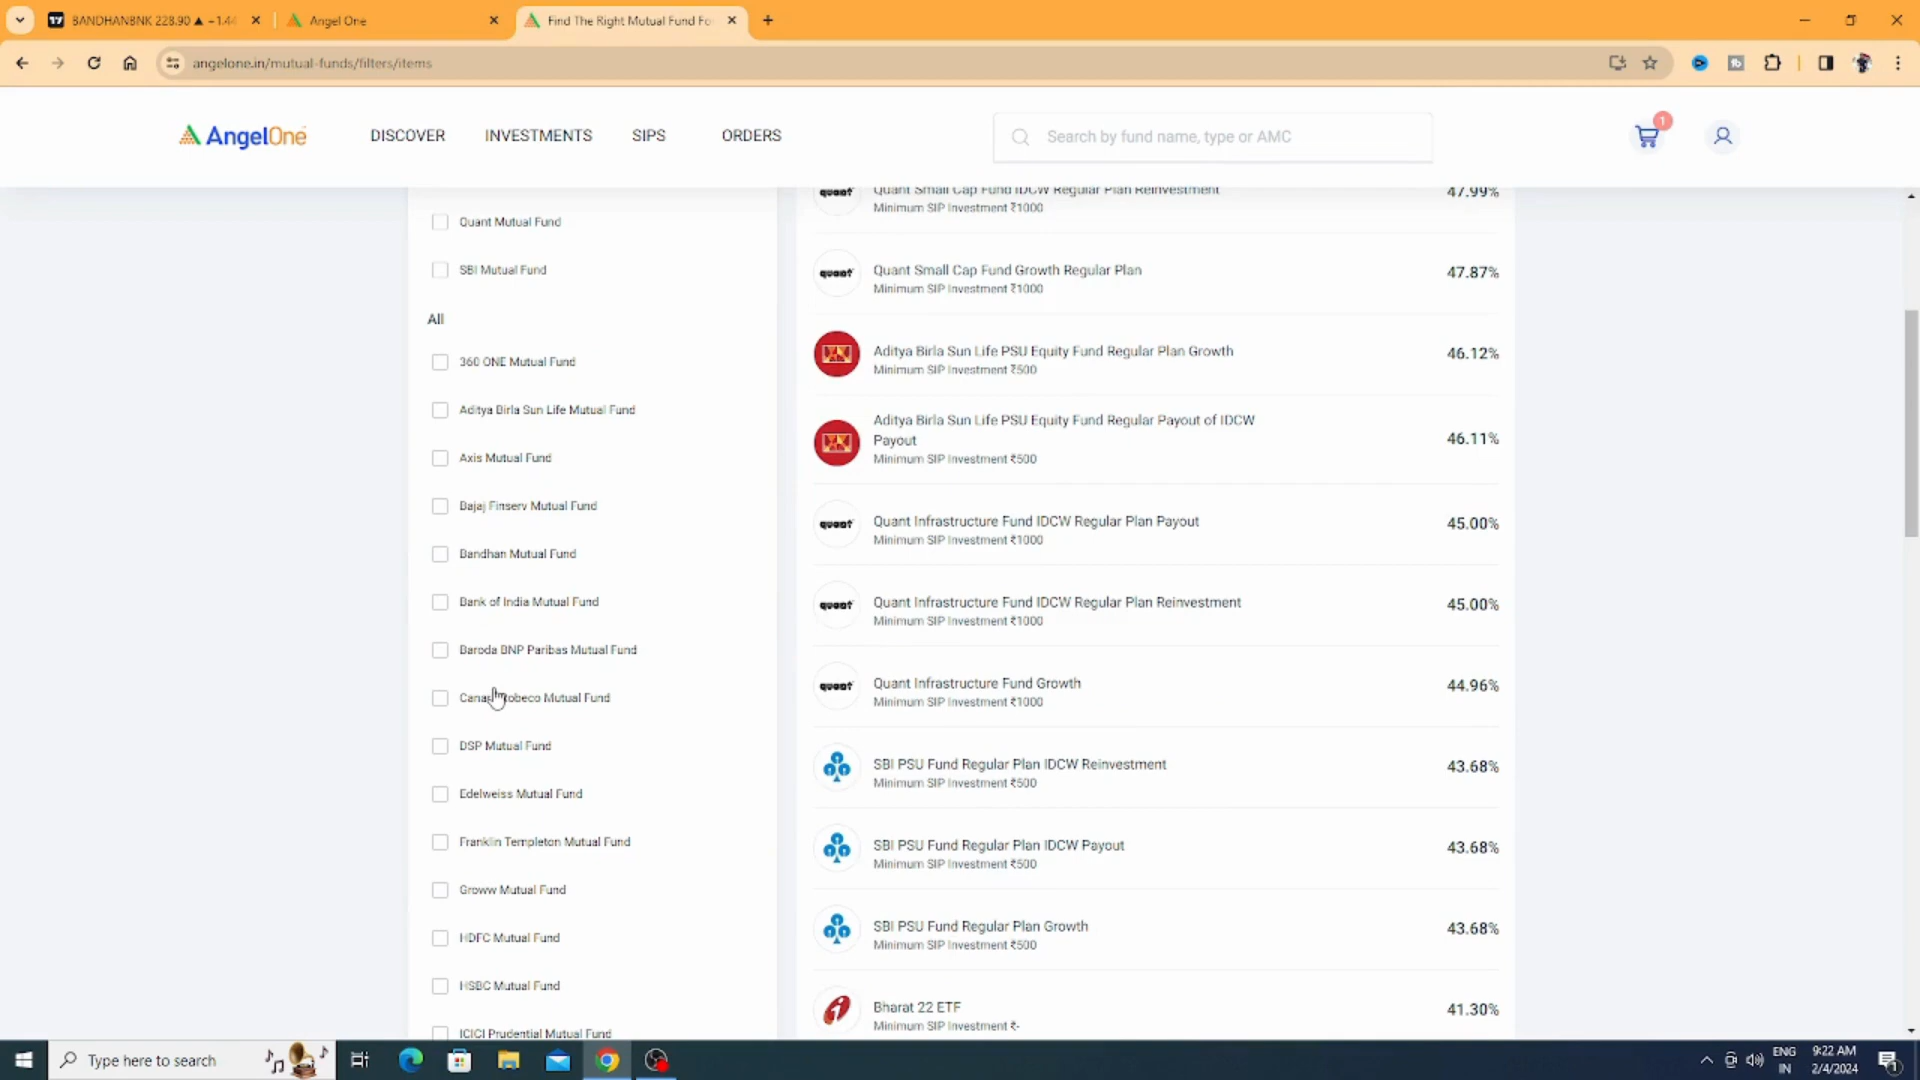 BANDHANBNK 228.90 ▲ −1.44
Angel One
Find The Right Mutual Fund Fo
angelone.in/mutual-funds/filters/items
AngelOne
DISCOVER
INVESTMENTS
SIPS
ORDERS
Search by fund name, type or AMC
1
Quant Mutual Fund
SBI Mutual Fund
All
360 ONE Mutual Fund
Aditya Birla Sun Life Mutual Fund
Axis Mutual Fund
Bajaj Finserv Mutual Fund
Bandhan Mutual Fund
Bank of India Mutual Fund
Baroda BNP Paribas Mutual Fund
Mutual Fund
DSP Mutual Fund
Edelweiss Mutual Fund
Franklin Templeton Mutual Fund
Groww Mutual Fund
HDFC Mutual Fund
HSBC Mutual Fund
ICICI Prudential Mutual Fund
quant Quant Small Cap Fund IDCW Regular Plan Reinvestment 47.99%
Minimum SIP Investment ₹1000
quant Quant Small Cap Fund Growth Regular Plan 47.87%
Minimum SIP Investment ₹1000
Aditya Birla Sun Life PSU Equity Fund Regular Plan Growth 46.12%
Minimum SIP Investment ₹500
Aditya Birla Sun Life PSU Equity Fund Regular Payout of IDCW
Payout 46.11%
Minimum SIP Investment ₹500
quant Quant Infrastructure Fund IDCW Regular Plan Payout 45.00%
Minimum SIP Investment ₹1000
quant Quant Infrastructure Fund IDCW Regular Plan Reinvestment 45.00%
Minimum SIP Investment ₹1000
quant Quant Infrastructure Fund Growth 44.96%
Minimum SIP Investment ₹1000
SBI PSU Fund Regular Plan IDCW Reinvestment 43.68%
Minimum SIP Investment ₹500
SBI PSU Fund Regular Plan IDCW Payout 43.68%
Minimum SIP Investment ₹500
SBI PSU Fund Regular Plan Growth 43.68%
Minimum SIP Investment ₹500
Bharat 22 ETF 41.30%
Minimum SIP Investment ₹-
Type here to search
ENG
IN
9:22 AM
2/4/2024
1